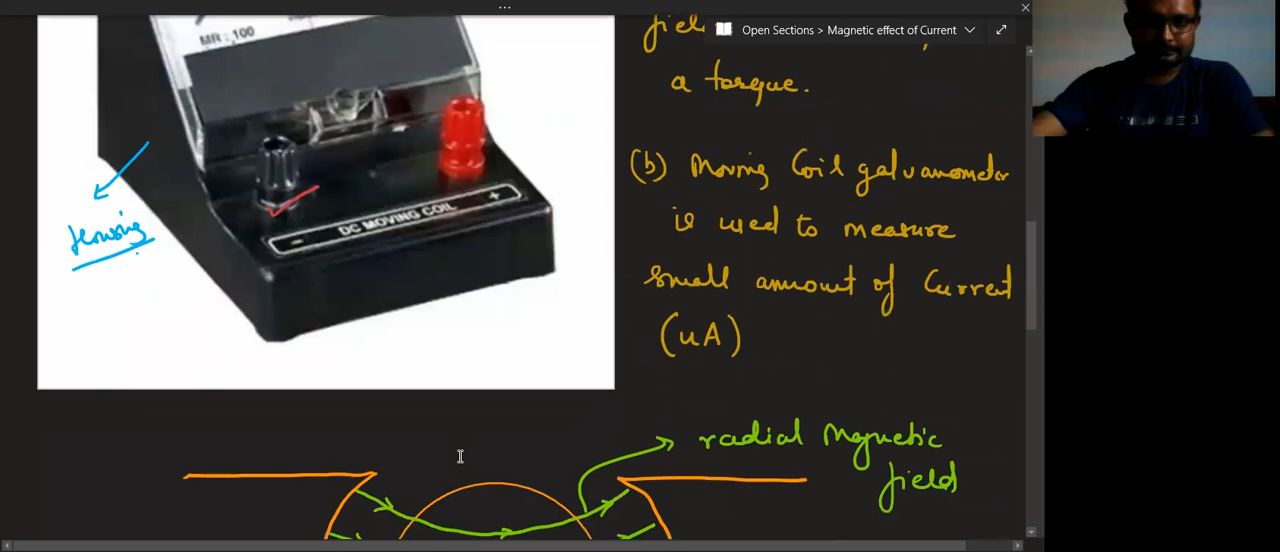 Open Sections > Magnetic effect of Current
MR : 100
a torque.
(b) Moving Coil galvanometer
is used to measure
small amount of Current
(uA)
Housing
- DC MOVING COIL +
radial Magnetic
field